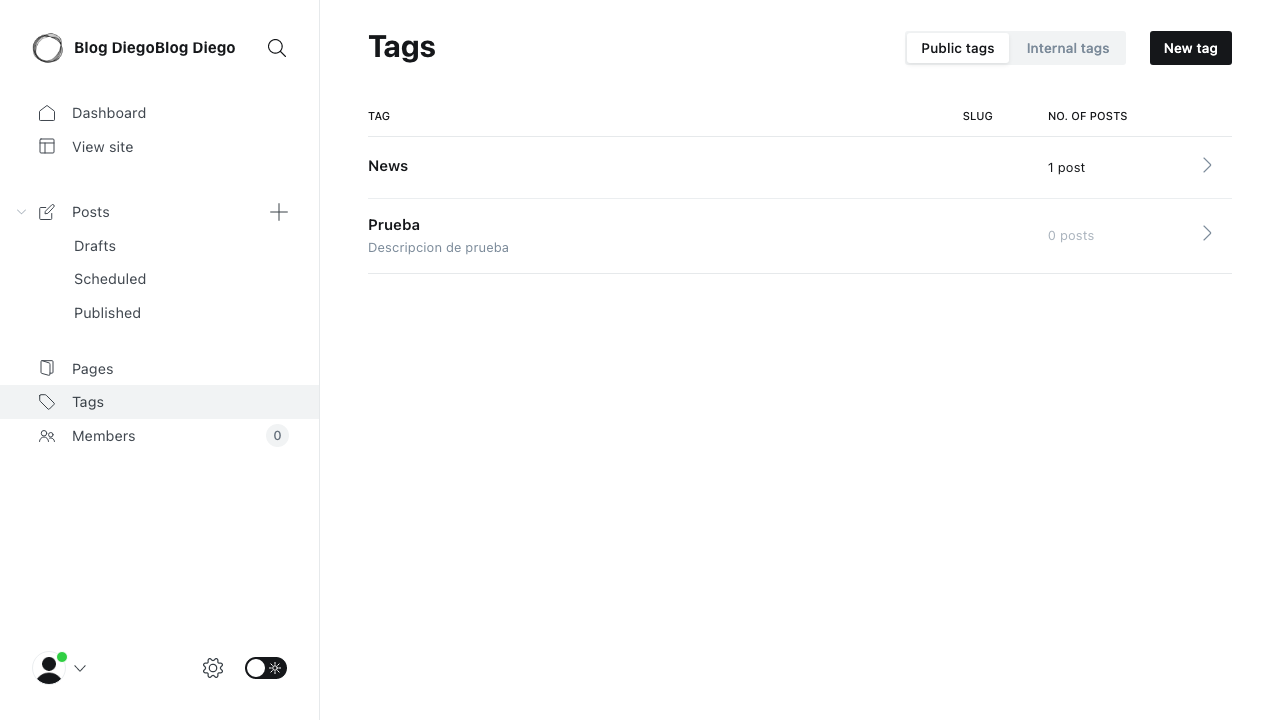 Blog DiegoBlog Diego
Dashboard
View site
Posts
Drafts
Scheduled
Published
Pages
Tags
Members 0
Tags
Public tags Internal tags New tag
TAG SLUG NO. OF POSTS
News 1 post
Prueba
Descripcion de prueba 0 posts